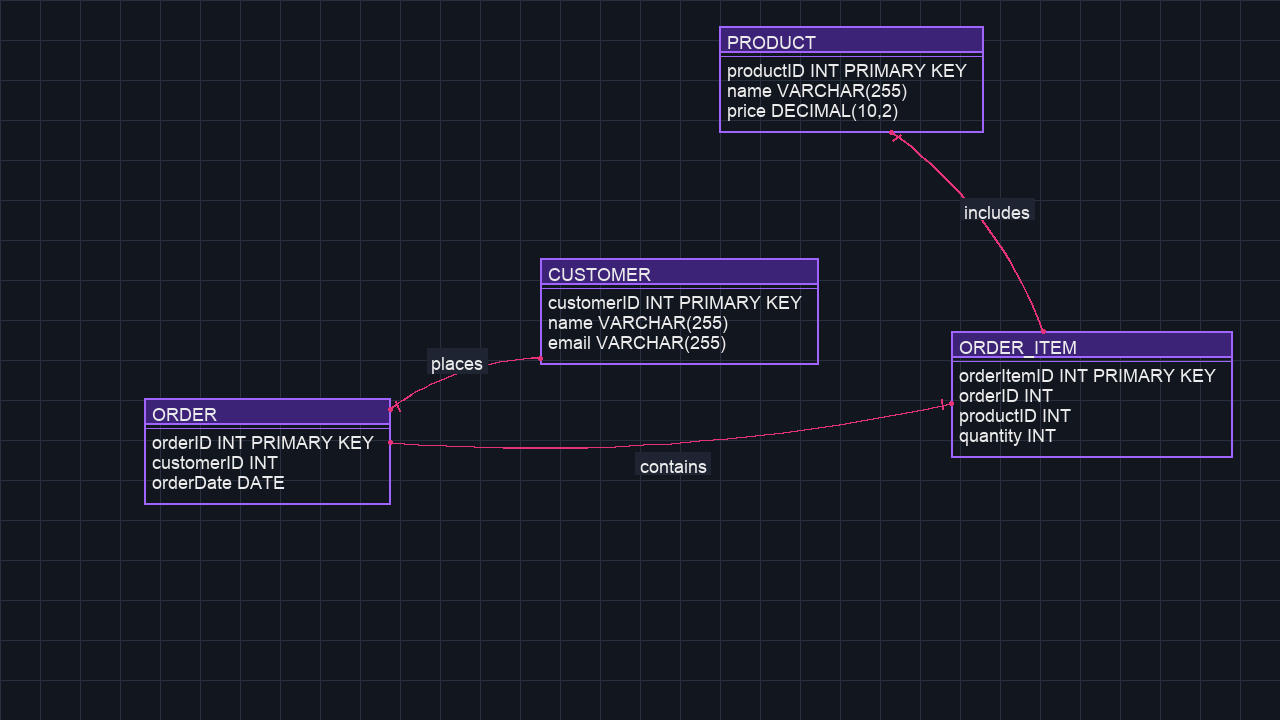 PRODUCT
productID INT PRIMARY KEY
name VARCHAR(255)
price DECIMAL(10,2)
includes
CUSTOMER
customerID INT PRIMARY KEY
name VARCHAR(255)
email VARCHAR(255)
places
ORDER_ITEM
orderItemID INT PRIMARY KEY
orderID INT
productID INT
quantity INT
ORDER
orderID INT PRIMARY KEY
customerID INT
orderDate DATE
contains